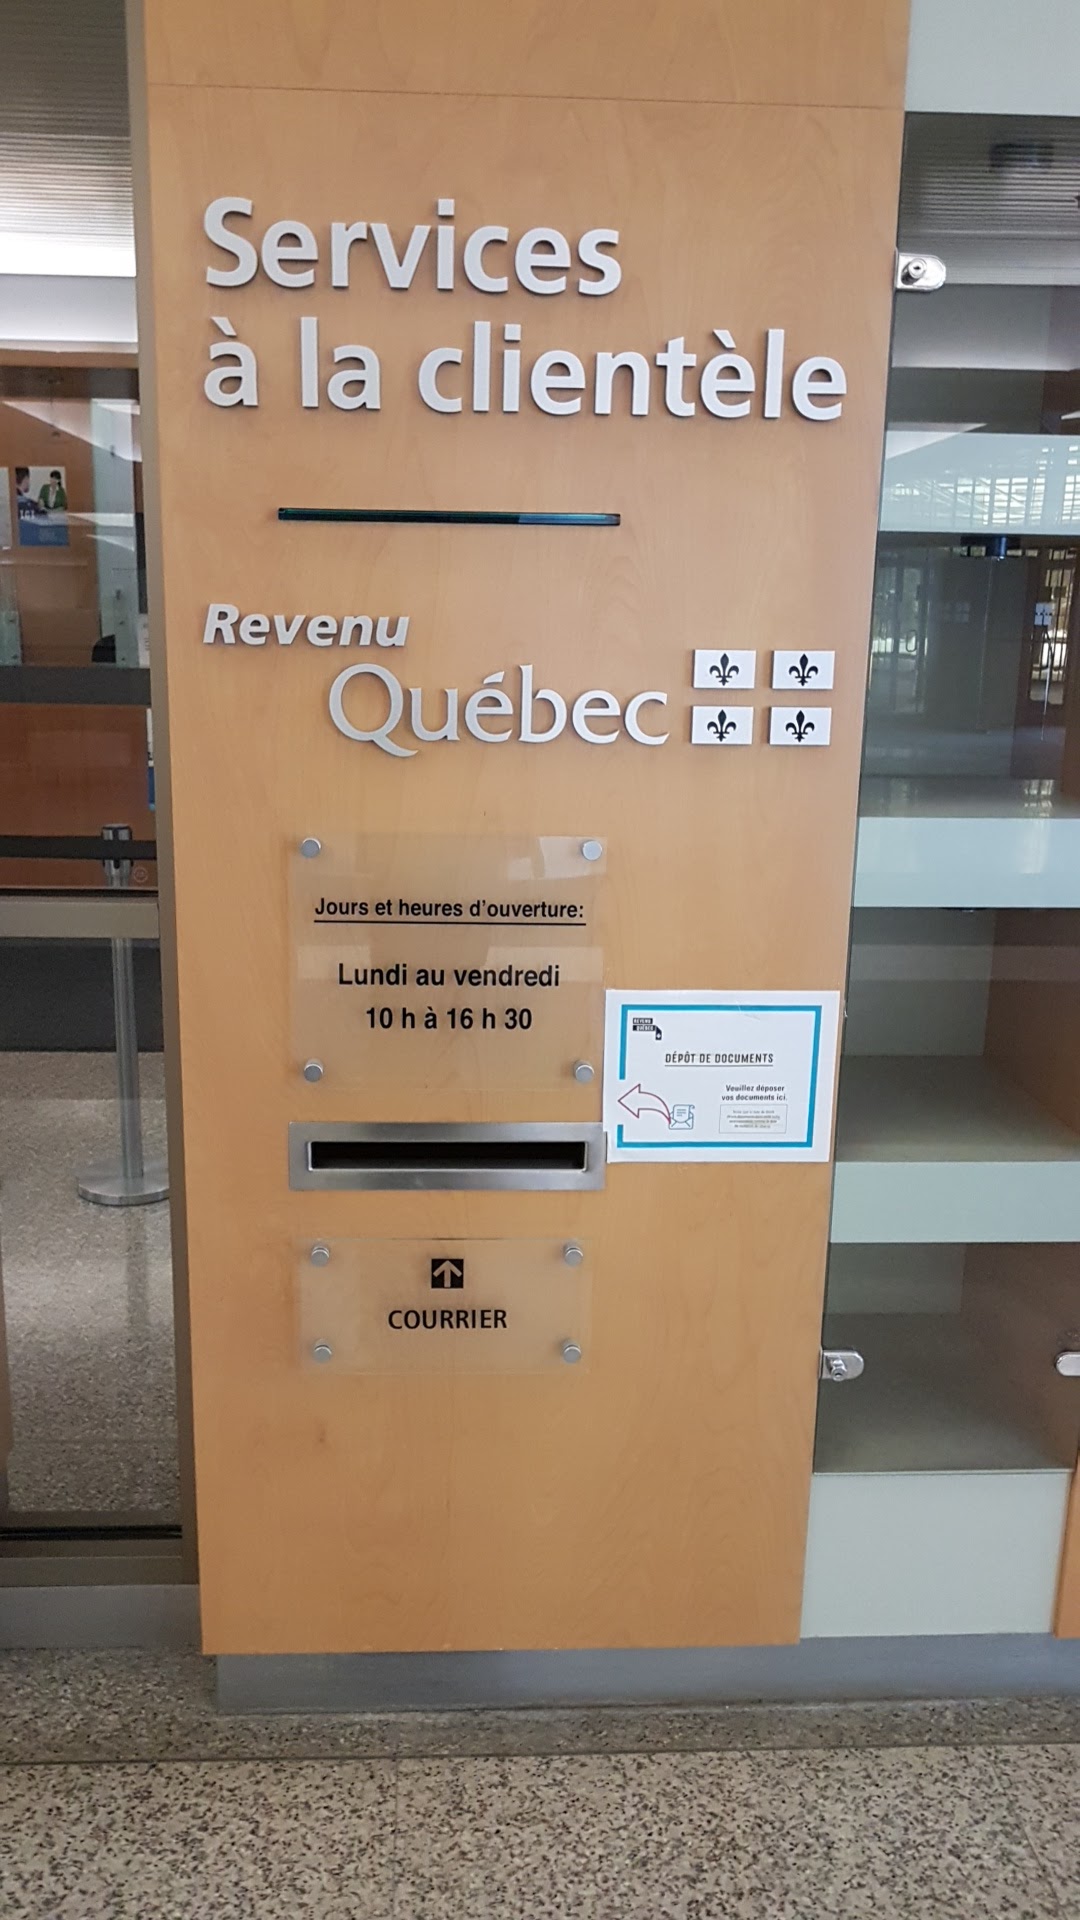 Services
à la clientèle
Revenu
Québec
Jours et heures d'ouverture:
Lundi au vendredi
10 h à 16 h 30
REVENU
QUÉBEC
DÉPÔT DE DOCUMENTS
Veuillez déposer
vos documents ici.
COURRIER